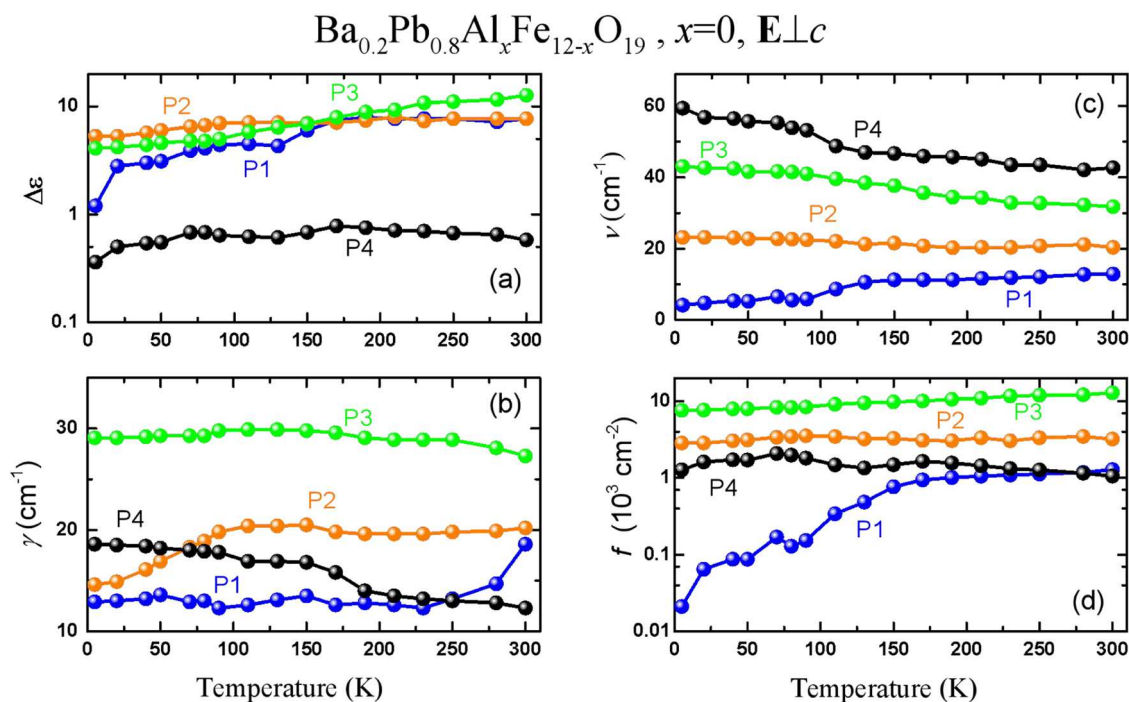 Ba0.2Pb0.8AlxFe12-xO19 , x=0, E⊥c
10
1
0.1
Δε
P2
P3
P1
P4
(a)
0 50 100 150 200 250 300
60
40
20
0
ν (cm-1)
(c)
P4
P3
P2
P1
0 50 100 150 200 250 300
30
20
10
γ (cm-1)
(b)
P3
P2
P4
P1
0 50 100 150 200 250 300
Temperature (K)
10
1
0.1
0.01
f (10³ cm-2)
P2
P3
P4
P1
(d)
0 50 100 150 200 250 300
Temperature (K)